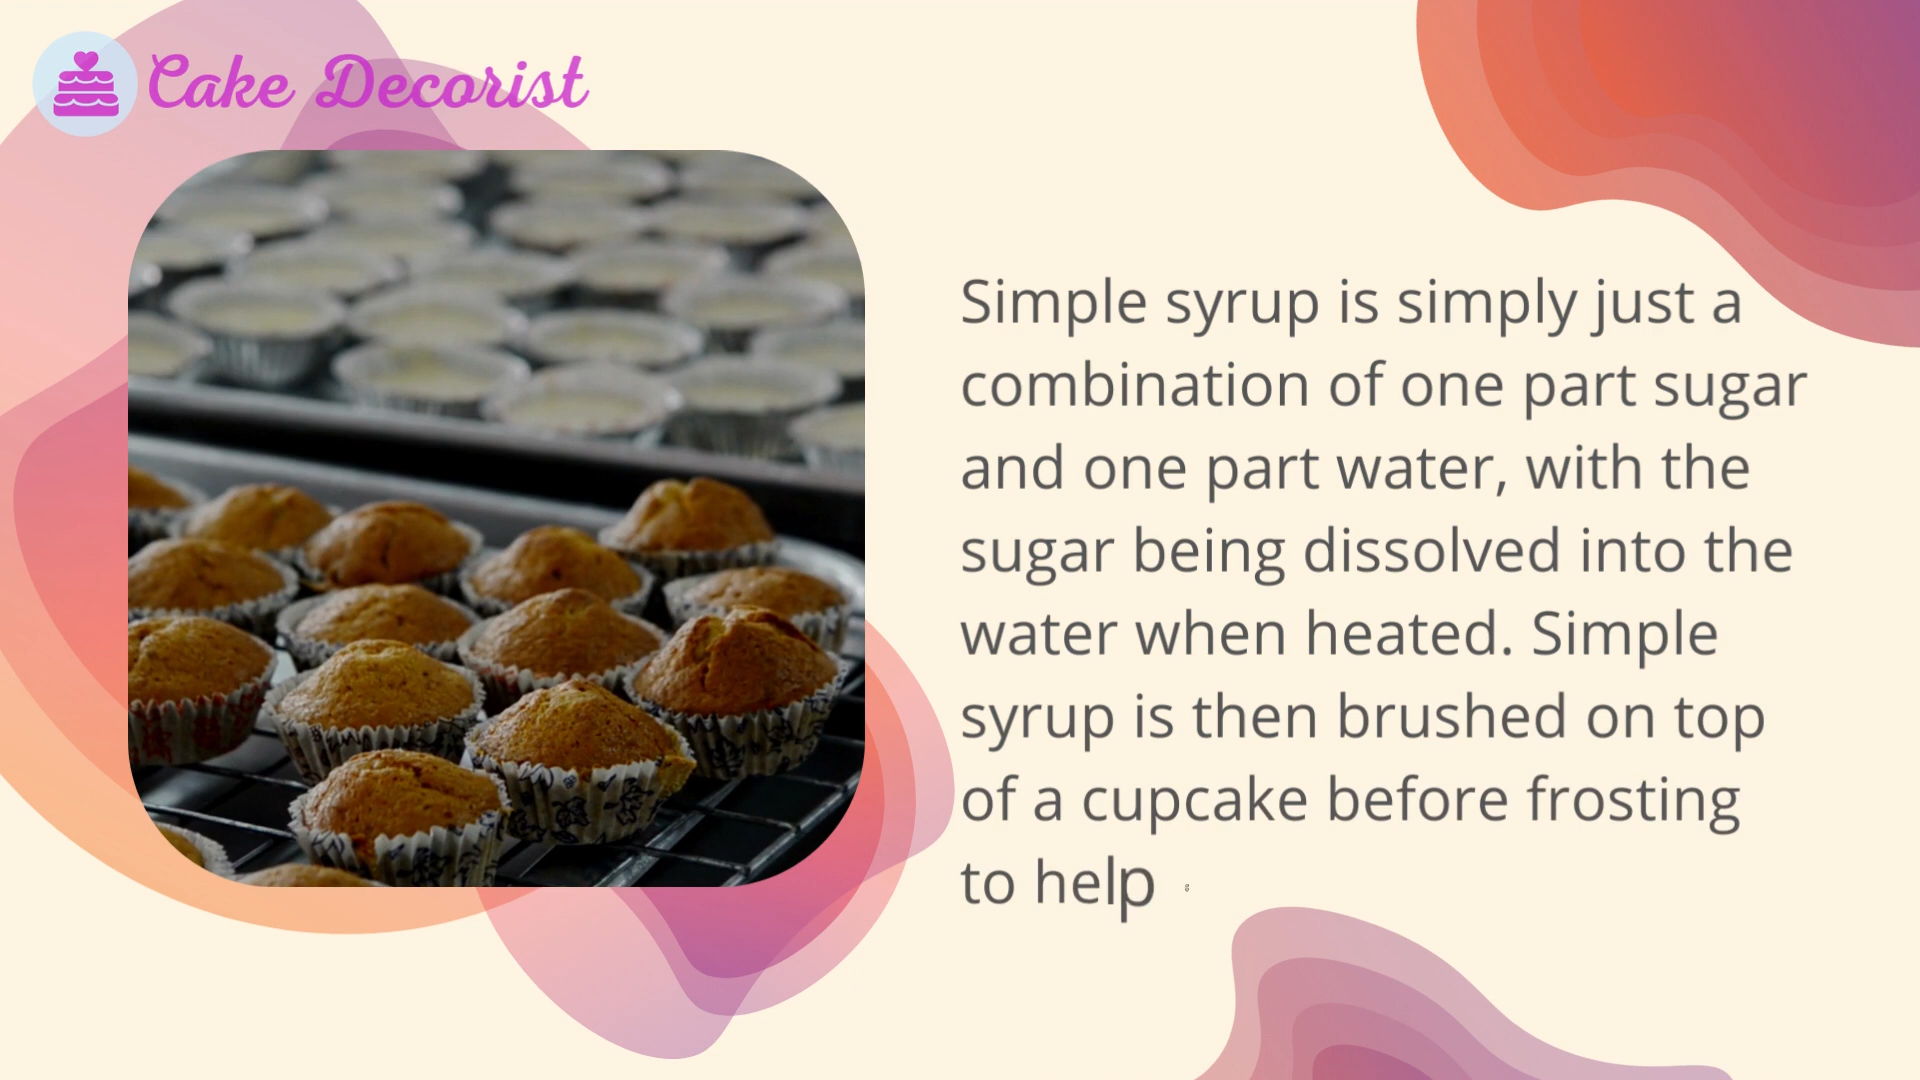 Cake Decorist
Simple syrup is simply just a
combination of one part sugar
and one part water, with the
sugar being dissolved into the
water when heated. Simple
syrup is then brushed on top
of a cupcake before frosting
to help